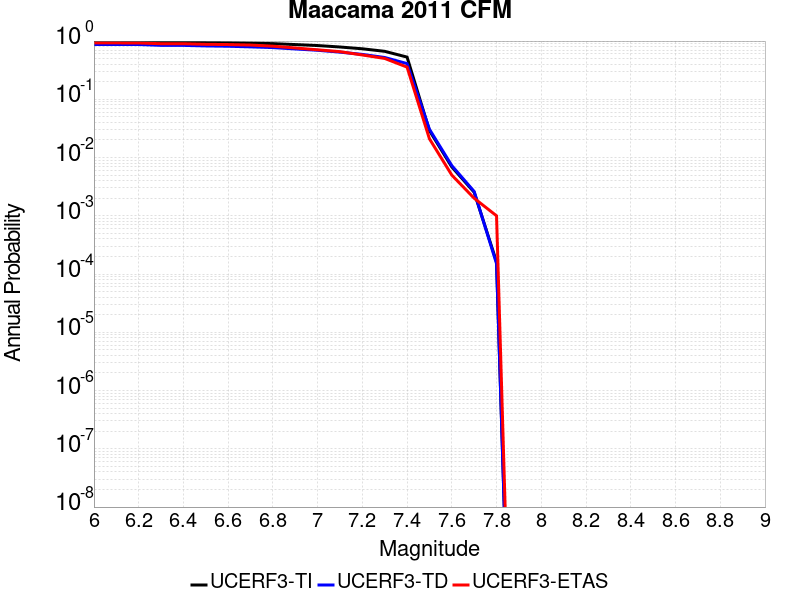 Maacama 2011 CFM
Annual Probability
10^0
10^-1
10^-2
10^-3
10^-4
10^-5
10^-6
10^-7
10^-8
6 6.2 6.4 6.6 6.8 7 7.2 7.4 7.6 7.8 8 8.2 8.4 8.6 8.8 9
Magnitude
UCERF3-TI UCERF3-TD UCERF3-ETAS